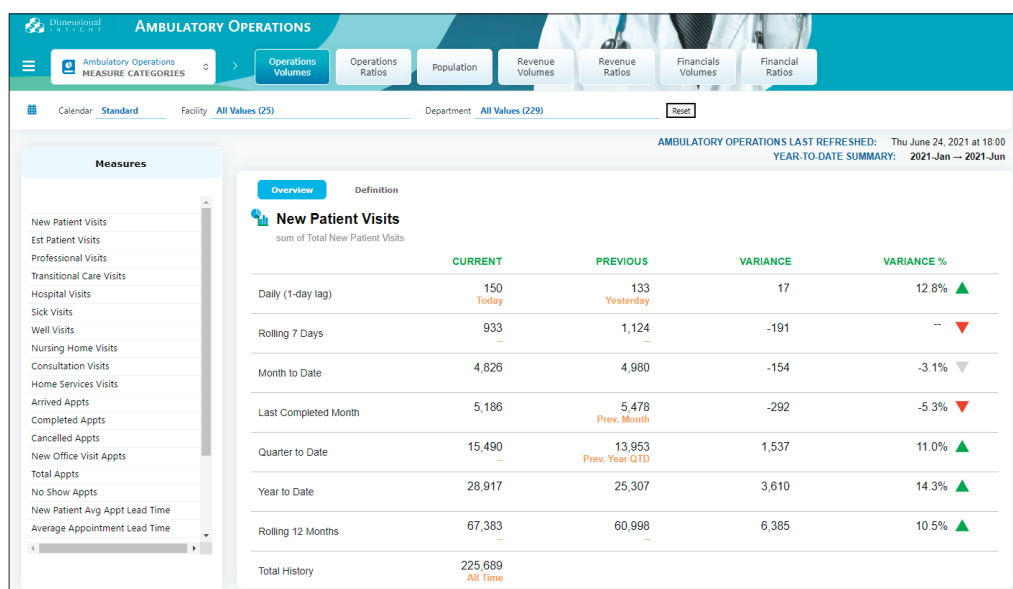 Dimensional
INSIGHT
AMBULATORY OPERATIONS
Ambulatory Operations
MEASURE CATEGORIES
Operations
Volumes
Operations
Ratios
Population
Revenue
Volumes
Revenue
Ratios
Financials
Volumes
Financial
Ratios
Calendar Standard Facility All Values (25) Department All Values (229) Reset
AMBULATORY OPERATIONS LAST REFRESHED: Thu June 24, 2021 at 18:00
YEAR-TO-DATE SUMMARY: 2021-Jan → 2021-Jun
Measures
New Patient Visits
Est Patient Visits
Professional Visits
Transitional Care Visits
Hospital Visits
Sick Visits
Well Visits
Nursing Home Visits
Consultation Visits
Home Services Visits
Arrived Appts
Completed Appts
Cancelled Appts
New Office Visit Appts
Total Appts
No Show Appts
New Patient Avg Appt Lead Time
Average Appointment Lead Time
Overview Definition
New Patient Visits
sum of Total New Patient Visits
CURRENT PREVIOUS VARIANCE VARIANCE %
Daily (1-day lag) 150 133 17 12.8%
Today Yesterday
Rolling 7 Days 933 1,124 -191 --
-- --
Month to Date 4,826 4,980 -154 -3.1%
Last Completed Month 5,186 5,478 -292 -5.3%
Prev. Month
Quarter to Date 15,490 13,953 1,537 11.0%
-- Prev. Year QTD
Year to Date 28,917 25,307 3,610 14.3%
Rolling 12 Months 67,383 60,998 6,385 10.5%
-- --
Total History 225,689
All Time